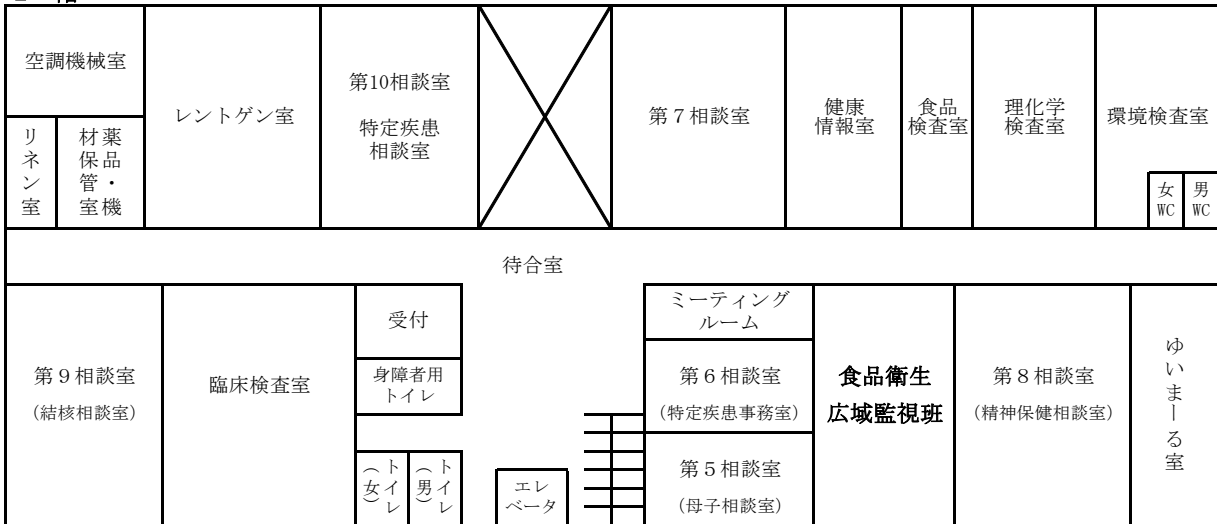 空調機械室
リネン室
材薬
保品
管・
室機
レントゲン室
第10相談室
特定疾患
相談室
第７相談室
健康
情報室
食品
検査室
理化学
検査室
環境検査室
女
WC
男
WC
待合室
第９相談室
(結核相談室)
臨床検査室
受付
身障者用
トイレ
トイレ
(女)
トイレ
(男)
エレ
ベータ
ミーティング
ルーム
第６相談室
(特定疾患事務室)
第５相談室
(母子相談室)
食品衛生
広域監視班
第８相談室
(精神保健相談室)
ゆいまーる室